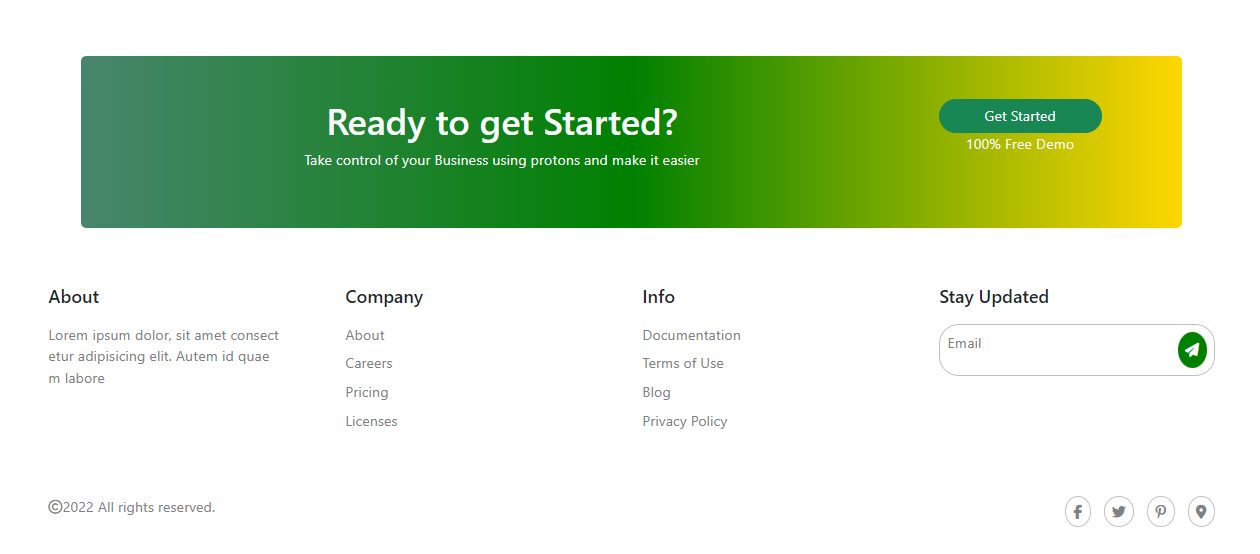 Ready to get Started?
Take control of your Business using protons and make it easier
Get Started
100% Free Demo
About
Lorem ipsum dolor, sit amet consect
etur adipisicing elit. Autem id quae
m labore
Company
About
Careers
Pricing
Licenses
Info
Documentation
Terms of Use
Blog
Privacy Policy
Stay Updated
Email
©2022 All rights reserved.